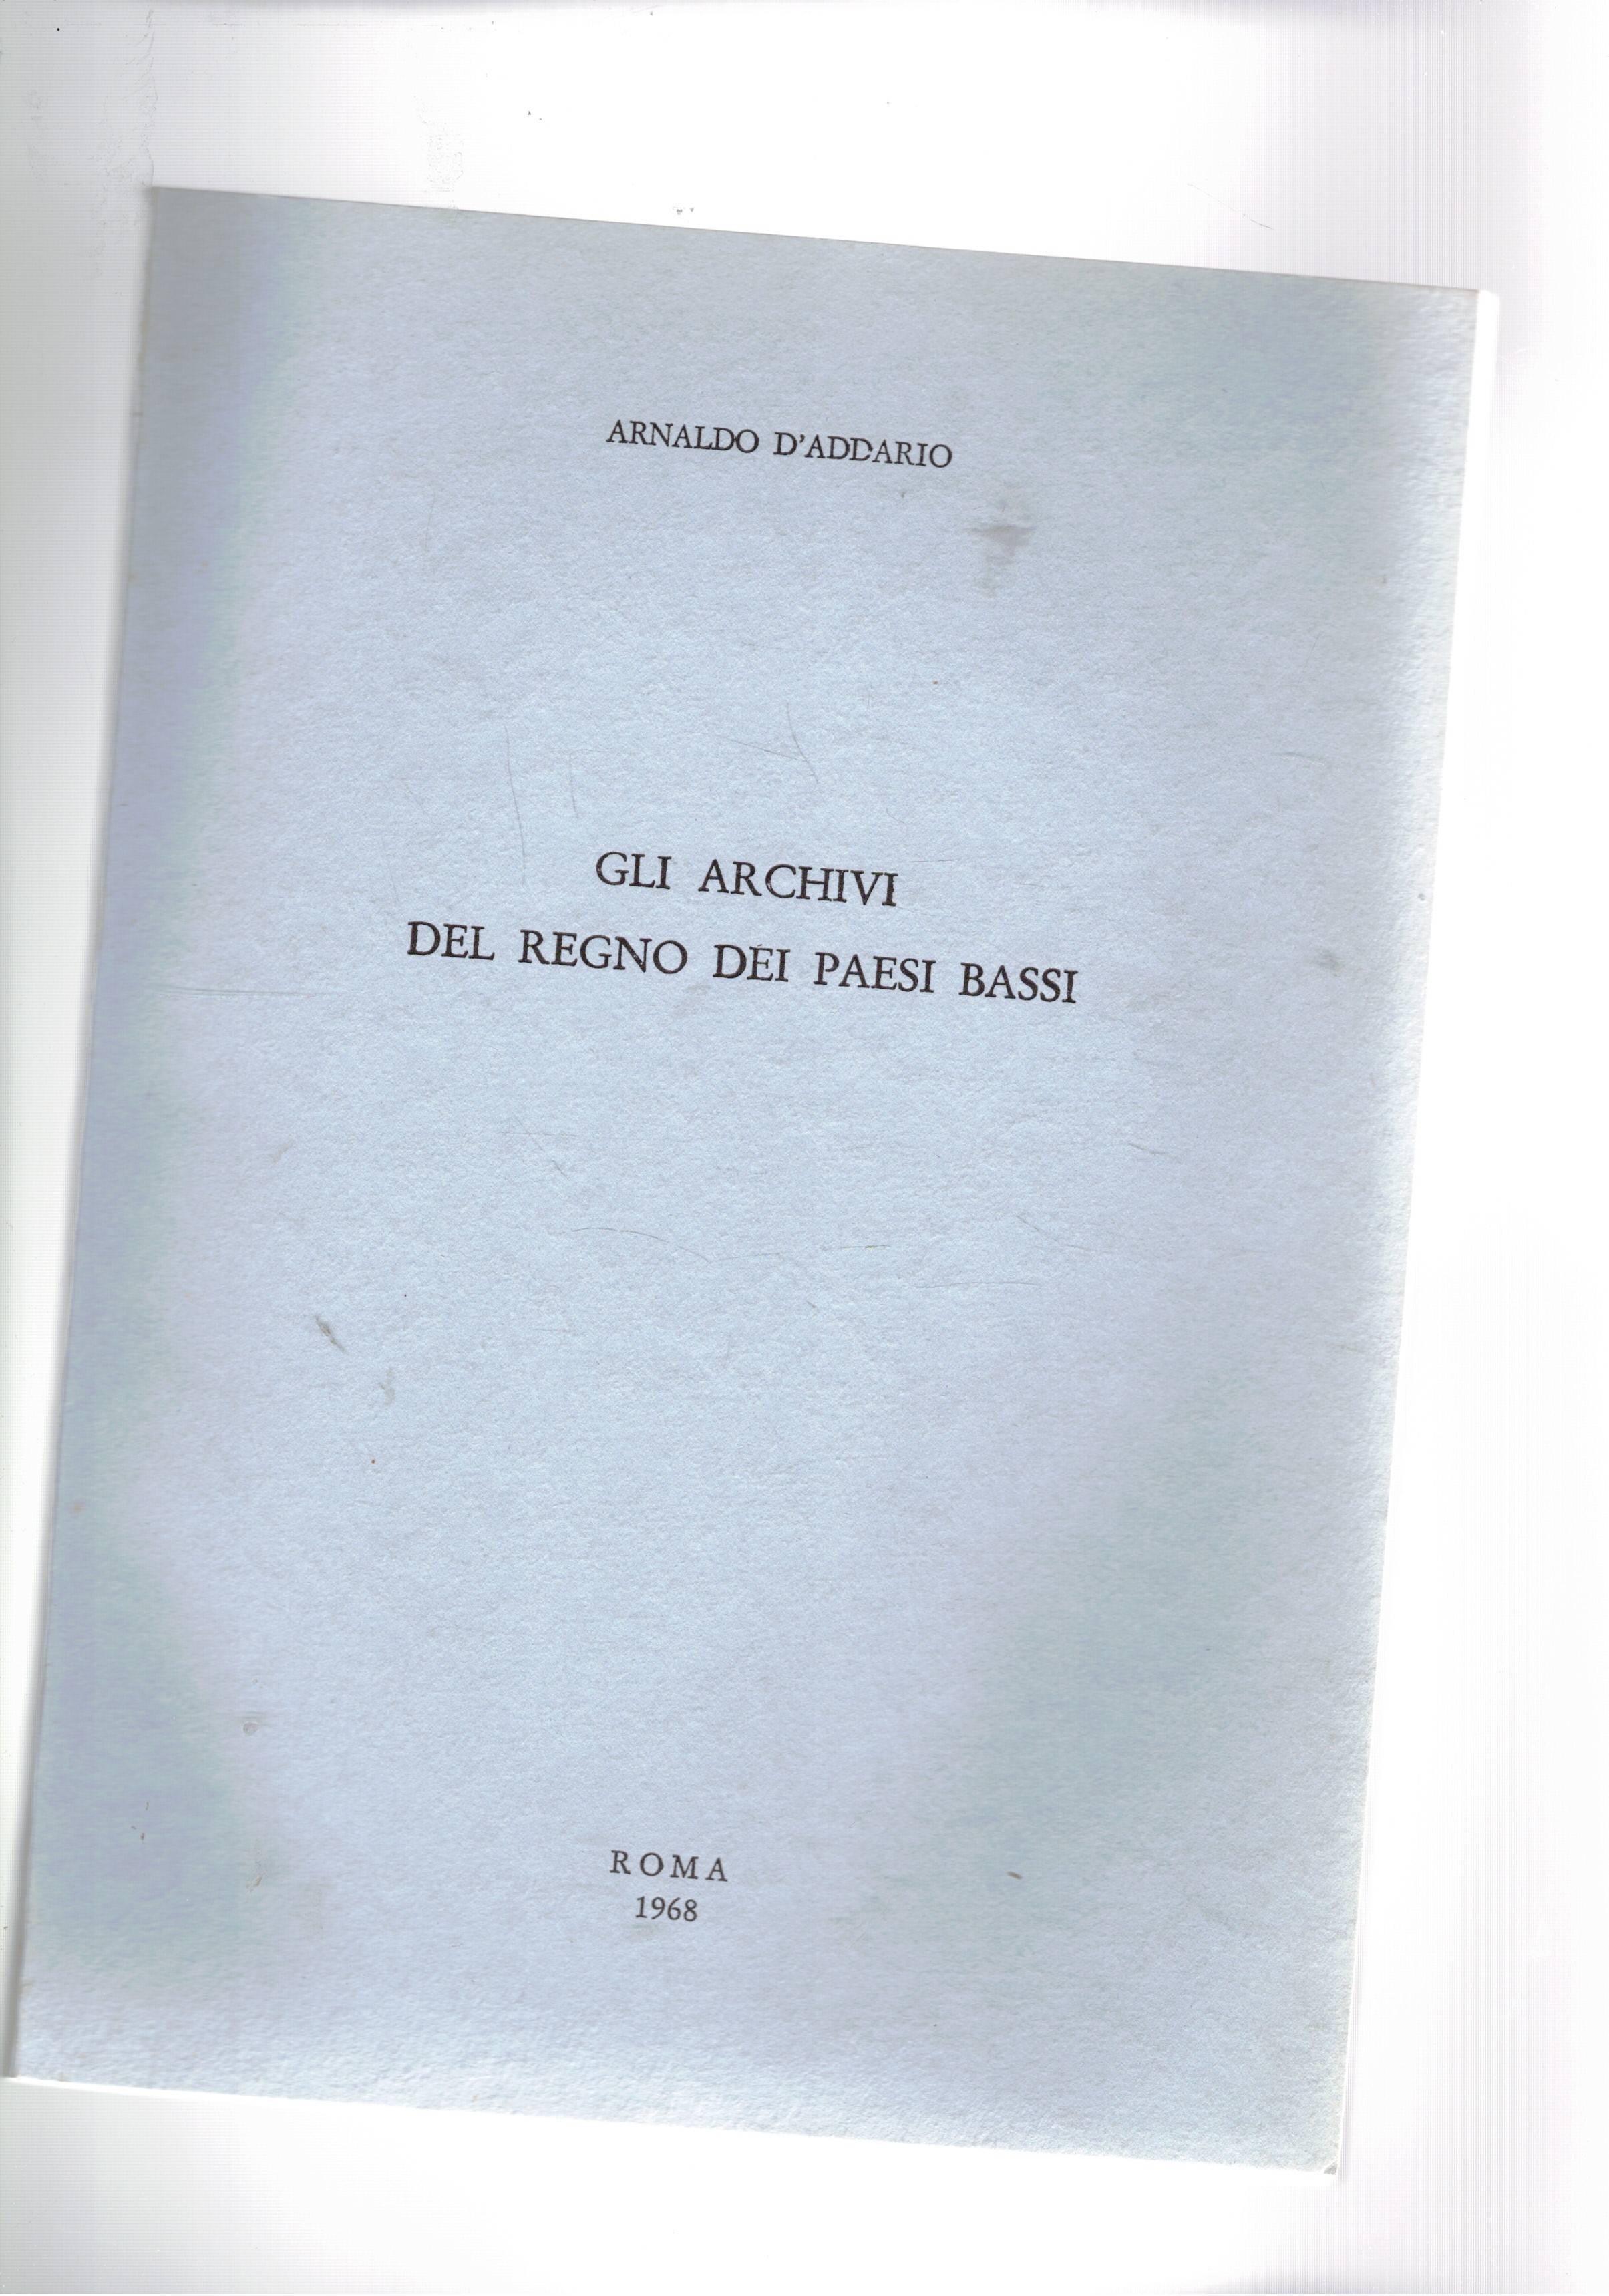 ARNALDO D'ADDARIO
GLI ARCHIVI
DEL REGNO DEI PAESI BASSI
ROMA
1968